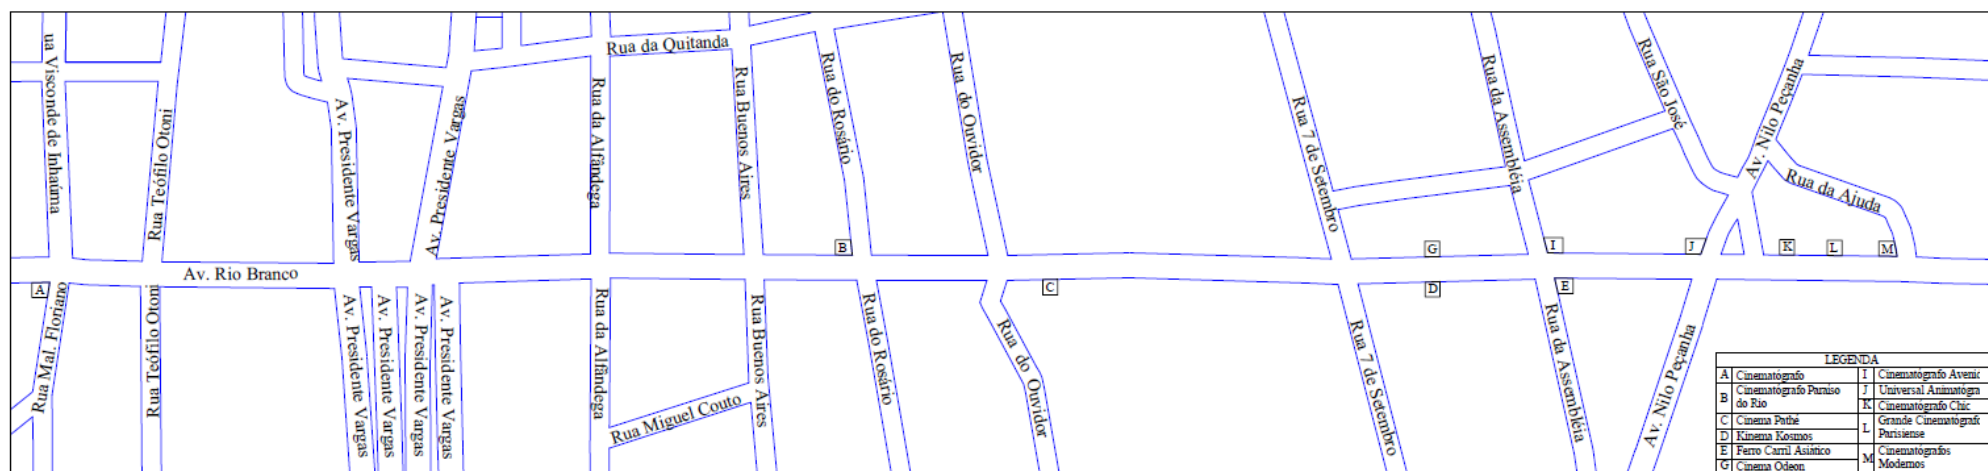 ua Visconde de Inhaúma
Rua Teófilo Otoni
Av. Presidente Vargas
Av. Presidente Vargas
Rua da Quitanda
Rua da Alfândega
Rua Buenos Aires
Rua do Rosário
Rua do Ouvidor
Rua 7 de Setembro
Rua da Assembléia
Rua São José
Av. Nilo Peçanha
Rua da Ajuda
B
G
I
J
K
L
M
Av. Rio Branco
A
C
D
E
Rua Mal. Floriano
Rua Teófilo Otoni
Av. Presidente Vargas
Av. Presidente Vargas
Av. Presidente Vargas
Av. Presidente Vargas
Rua da Alfândega
Rua Miguel Couto
Rua Buenos Aires
Rua do Rosário
Rua do Ouvidor
Rua 7 de Setembro
Rua da Assembléia
Av. Nilo Peçanha
LEGENDA
A Cinematógrafo
B Cinematógrafo Paraíso
do Rio
C Cinema Pathé
D Kinema Kosmos
E Ferro Carril Asiático
G Cinema Odeon
I Cinematógrafo Avenic
J Universal Animatógra
K Cinematógrafo Chic
L Grande Cinematógrafo
Parisiense
M Cinematógrafos
Modernos